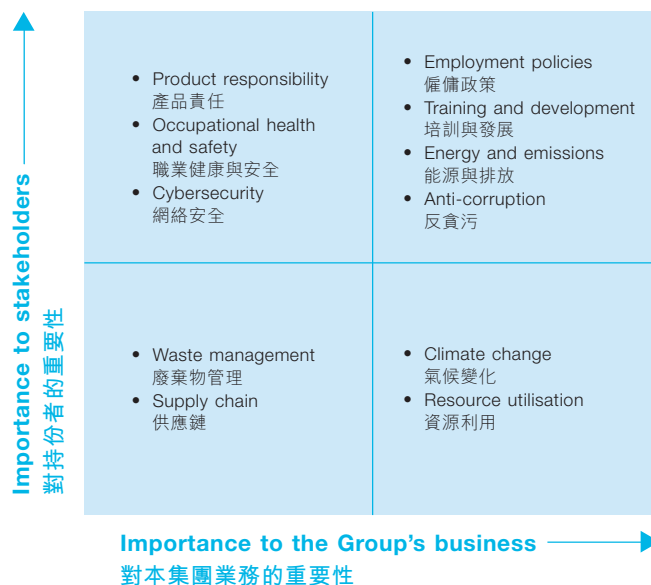 Importance to stakeholders
對持份者的重要性
• Product responsibility
產品責任
• Occupational health
and safety
職業健康與安全
• Cybersecurity
網絡安全
• Employment policies
僱傭政策
• Training and development
培訓與發展
• Energy and emissions
能源與排放
• Anti-corruption
反貪污
• Waste management
廢棄物管理
• Supply chain
供應鏈
• Climate change
氣候變化
• Resource utilisation
資源利用
Importance to the Group's business
對本集團業務的重要性